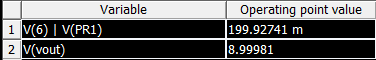 Variable Operating point value
1 V(6) | V(PR1) 199.92741 m
2 V(vout) 8.99981